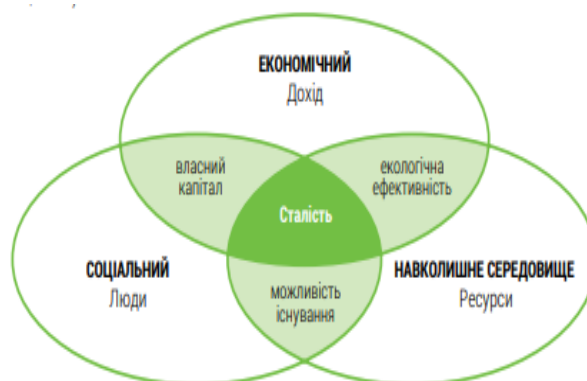 ЕКОНОМІЧНИЙ
Дохід
власний
капітал
екологічна
ефективність
Сталість
СОЦІАЛЬНИЙ
Люди
НАВКОЛИШНЄ СЕРЕДОВИЩЕ
Ресурси
можливість
існування